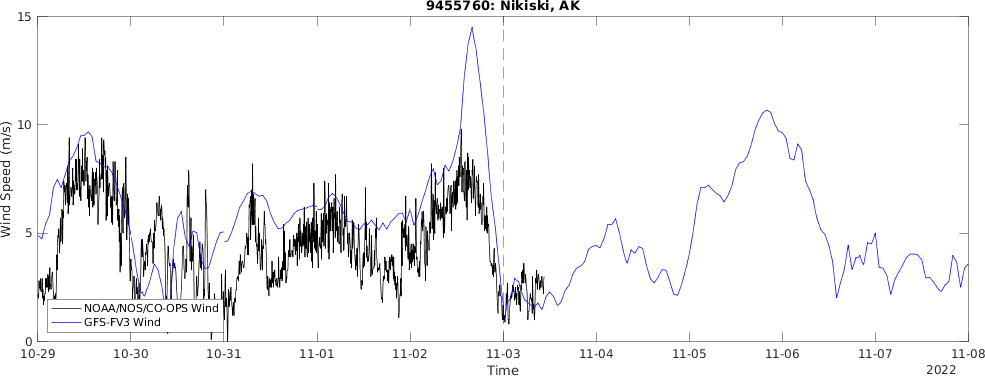 9455760: Nikiski, AK
15
10
5
0
Wind Speed (m/s)
NOAA/NOS/CO-OPS Wind
GFS-FV3 Wind
10-29 10-30 10-31 11-01 11-02 11-03 11-04 11-05 11-06 11-07 11-08
Time
2022